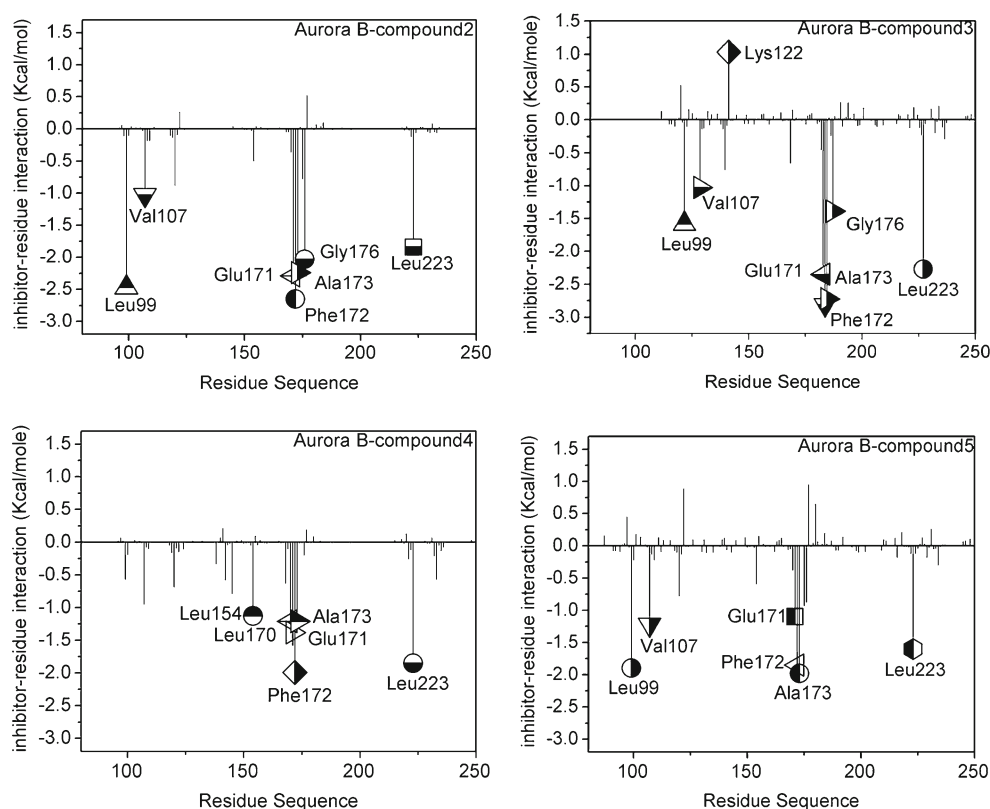 Aurora B-compound2
inhibitor-residue interaction (Kcal/mole)
1.5
1.0
0.5
0.0
-0.5
-1.0
-1.5
-2.0
-2.5
-3.0
Val107
Leu99
Glu171
Gly176
Ala173
Phe172
Leu223
100 150 200 250
Residue Sequence
Aurora B-compound3
inhibitor-residue interaction (Kcal/mole)
1.5
1.0
0.5
0.0
-0.5
-1.0
-1.5
-2.0
-2.5
-3.0
Lys122
Val107
Leu99
Gly176
Glu171
Ala173
Phe172
Leu223
100 150 200 250
Residue Sequence
Aurora B-compound4
inhibitor-residue interaction (Kcal/mole)
1.5
1.0
0.5
0.0
-0.5
-1.0
-1.5
-2.0
-2.5
-3.0
Leu154
Leu170
Ala173
Glu171
Phe172
Leu223
100 150 200 250
Residue Sequence
Aurora B-compound5
inhibitor-residue interaction (Kcal/mol)
1.5
1.0
0.5
0.0
-0.5
-1.0
-1.5
-2.0
-2.5
-3.0
Glu171
Val107
Phe172
Leu99
Ala173
Leu223
100 150 200 250
Residue Sequence